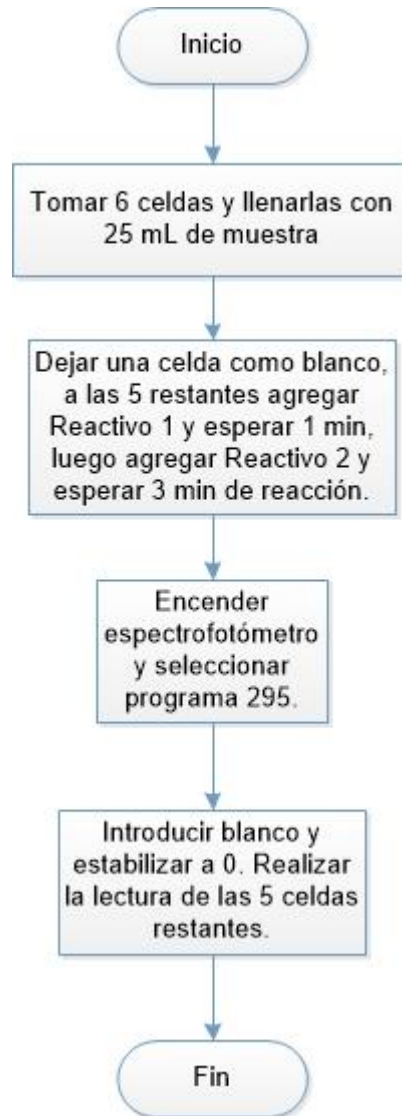 Inicio
Tomar 6 celdas y llenarlas con
25 mL de muestra
Dejar una celda como blanco,
a las 5 restantes agregar
Reactivo 1 y esperar 1 min,
luego agregar Reactivo 2 y
esperar 3 min de reacción.
Encender
espectrofotómetro
y seleccionar
programa 295.
Introducir blanco y
estabilizar a 0. Realizar
la lectura de las 5 celdas
restantes.
Fin